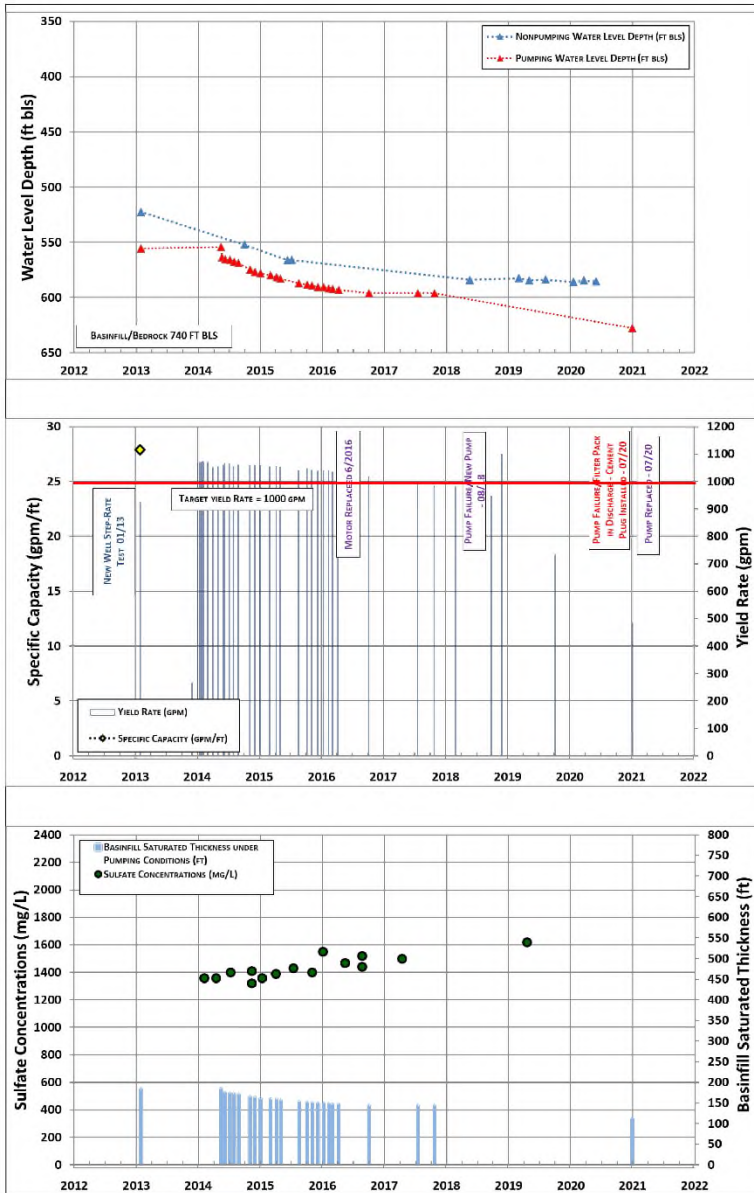 350
400
450
500
550
600
650
Water Level Depth (ft bls)
Nonpumping Water Level Depth (ft bls)
Pumping Water Level Depth (ft bls)
Basinfill/Bedrock 740 ft bls
2012 2013 2014 2015 2016 2017 2018 2019 2020 2021 2022
30
25
20
15
10
5
0
Specific Capacity (gpm/ft)
New Well Step-Rate
Test 01/13
Target yield Rate = 1000 gpm
Motor Replaced 6/2016
Pump Failure/New Pump
- 08/18
Pump Failure/Filter Pack
in Discharge - Cement
Plug Installed - 07/20
Pump Replaced - 07/20
Yield Rate (gpm)
Specific Capacity (gpm/ft)
1200
1100
1000
900
800
700
600
500
400
300
200
100
0
Yield Rate (gpm)
2012 2013 2014 2015 2016 2017 2018 2019 2020 2021 2022
2400
2200
2000
1800
1600
1400
1200
1000
800
600
400
200
0
Sulfate Concentrations (mg/L)
Basinfill Saturated Thickness under
Pumping Conditions (ft)
Sulfate Concentrations (mg/L)
800
750
700
650
600
550
500
450
400
350
300
250
200
150
100
50
0
Basinfill Saturated Thickness (ft)
2012 2013 2014 2015 2016 2017 2018 2019 2020 2021 2022